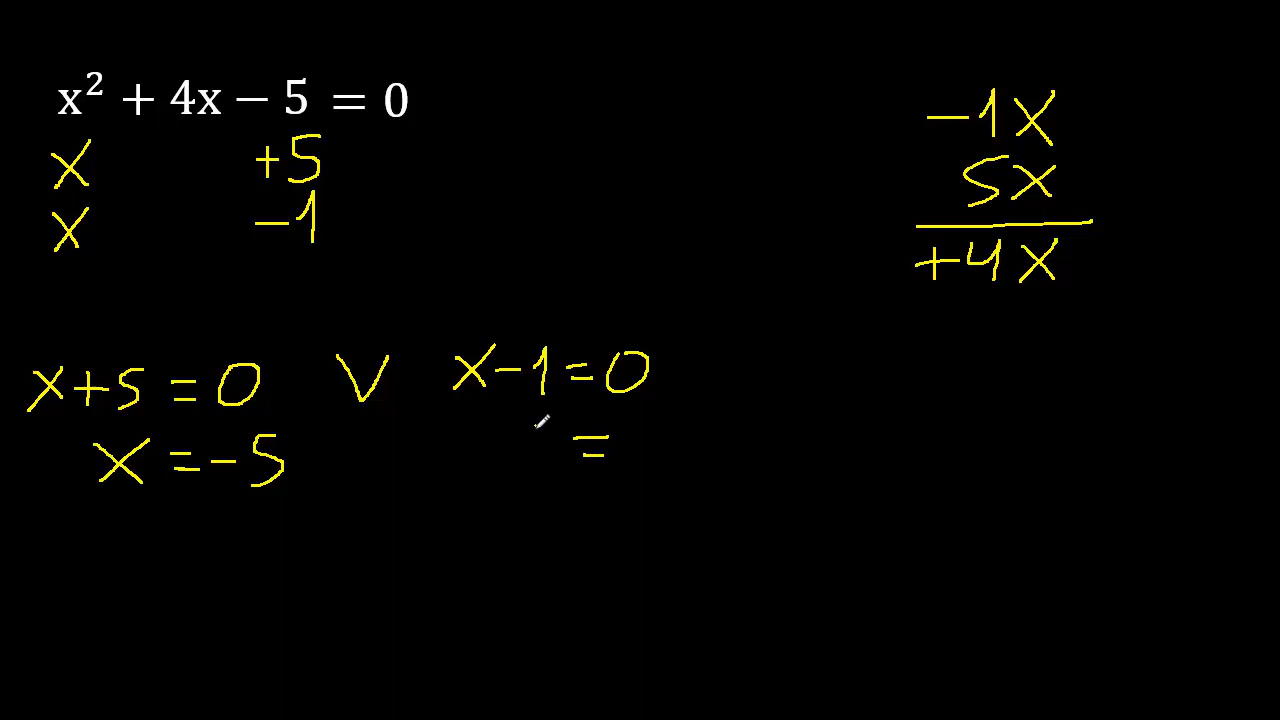 x² + 4x − 5 = 0
x +5
x −1
−1x
5x
+4x
x+5=0 V x−1=0
x=−5 =